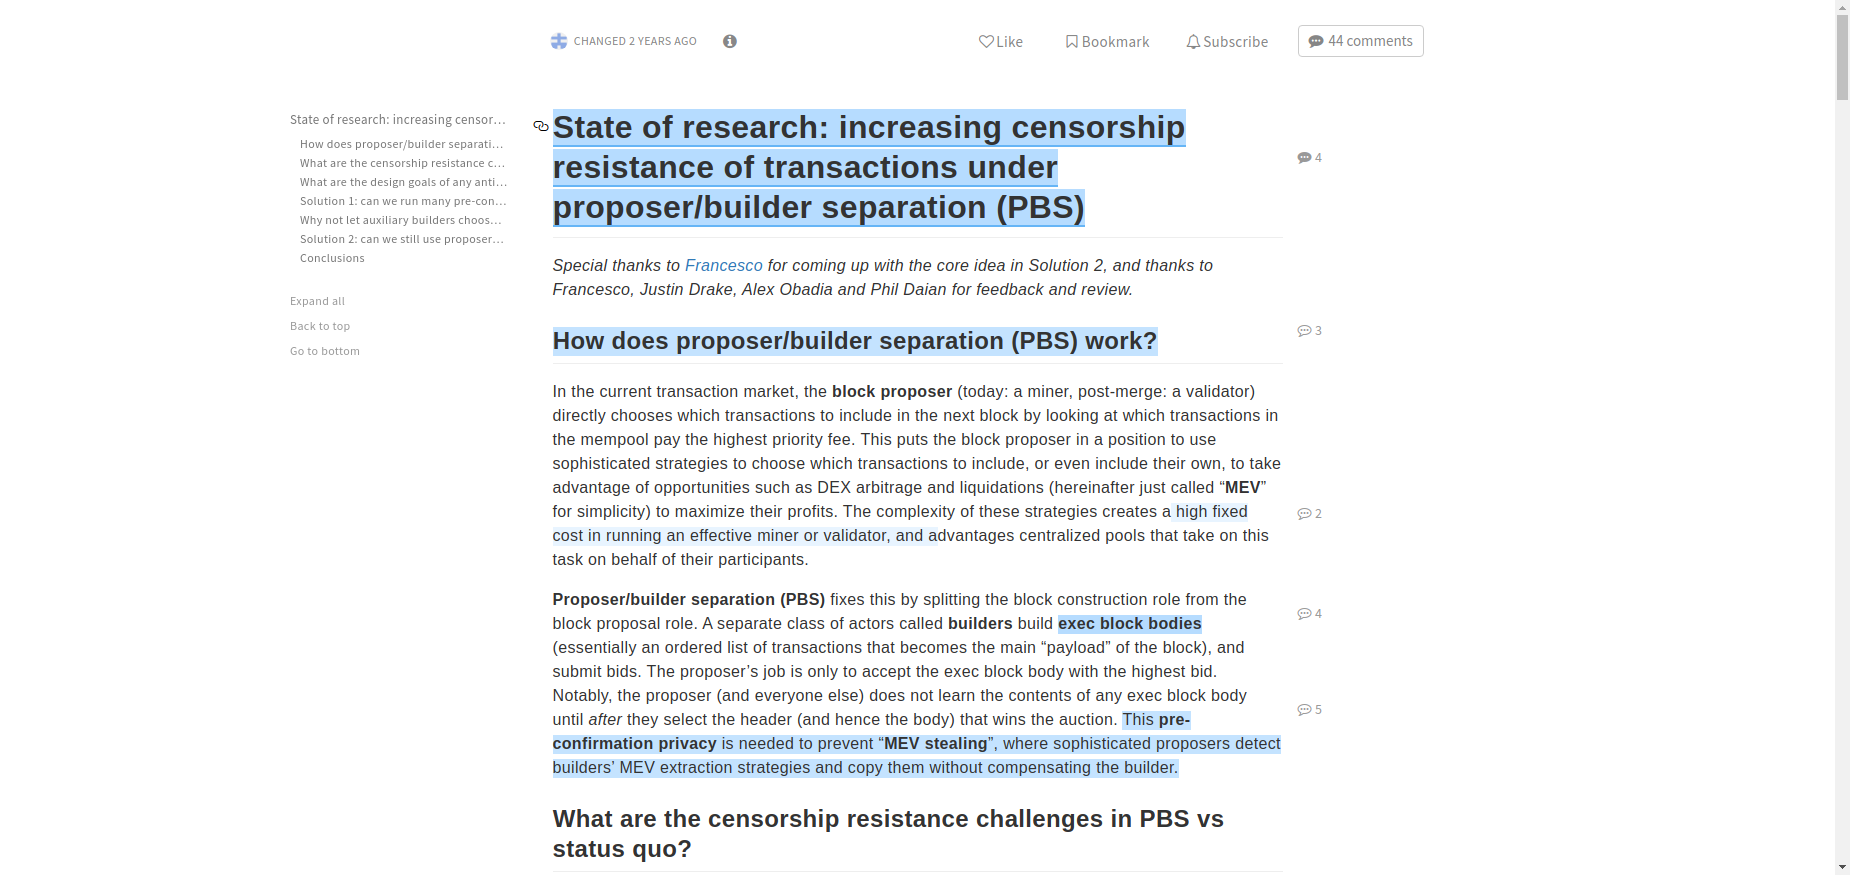 CHANGED 2 YEARS AGO
Like
Bookmark
Subscribe
44 comments
State of research: increasing censor…
How does proposer/builder separati…
What are the censorship resistance c…
What are the design goals of any anti…
Solution 1: can we run many pre-con…
Why not let auxiliary builders choos…
Solution 2: can we still use proposer…
Conclusions
Expand all
Back to top
Go to bottom
State of research: increasing censorship
resistance of transactions under
proposer/builder separation (PBS)
4
Special thanks to Francesco for coming up with the core idea in Solution 2, and thanks to
Francesco, Justin Drake, Alex Obadia and Phil Daian for feedback and review.
How does proposer/builder separation (PBS) work?
3
In the current transaction market, the block proposer (today: a miner, post-merge: a validator)
directly chooses which transactions to include in the next block by looking at which transactions in
the mempool pay the highest priority fee. This puts the block proposer in a position to use
sophisticated strategies to choose which transactions to include, or even include their own, to take
advantage of opportunities such as DEX arbitrage and liquidations (hereinafter just called “MEV”
for simplicity) to maximize their profits. The complexity of these strategies creates a high fixed
2
cost in running an effective miner or validator, and advantages centralized pools that take on this
task on behalf of their participants.
Proposer/builder separation (PBS) fixes this by splitting the block construction role from the
4
block proposal role. A separate class of actors called builders build exec block bodies
(essentially an ordered list of transactions that becomes the main “payload” of the block), and
submit bids. The proposer’s job is only to accept the exec block body with the highest bid.
Notably, the proposer (and everyone else) does not learn the contents of any exec block body
until after they select the header (and hence the body) that wins the auction. This pre-
5
confirmation privacy is needed to prevent “MEV stealing”, where sophisticated proposers detect
builders’ MEV extraction strategies and copy them without compensating the builder.
What are the censorship resistance challenges in PBS vs
status quo?